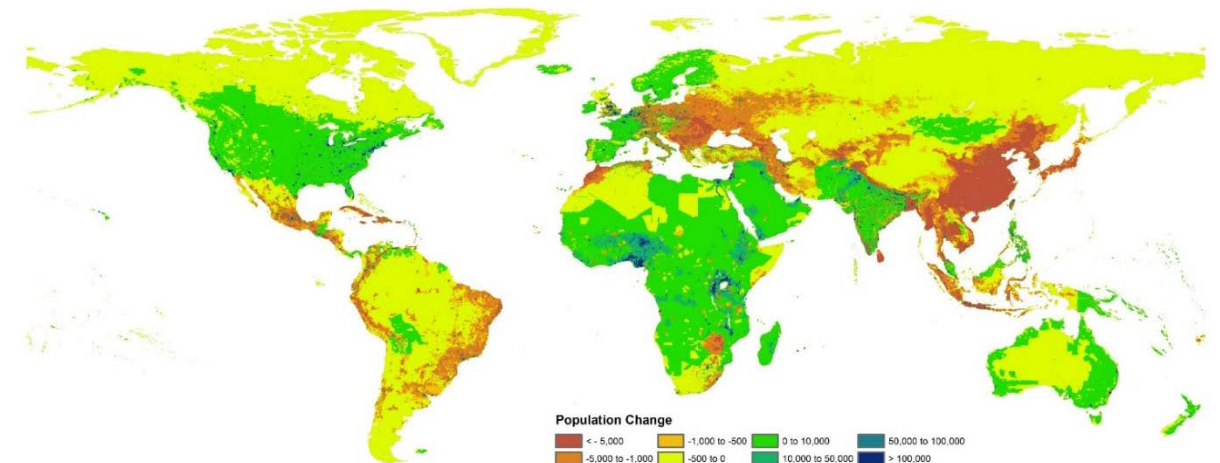 Population Change
< - 5,000 -1,000 to -500 0 to 10,000 50,000 to 100,000
-5,000 to -1,000 -500 to 0 10,000 to 50,000 > 100,000